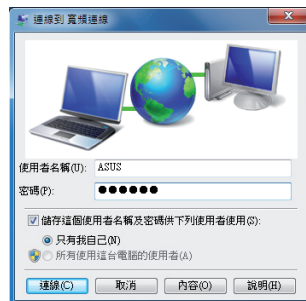 連線到 寬頻連線
使用者名稱(U): ASUS
密碼(P): ●●●●●●
儲存這個使用者名稱及密碼供下列使用者使用(S):
只有我自己(N)
所有使用這台電腦的使用者(A)
連線(C) 取消 內容(O) 說明(H)